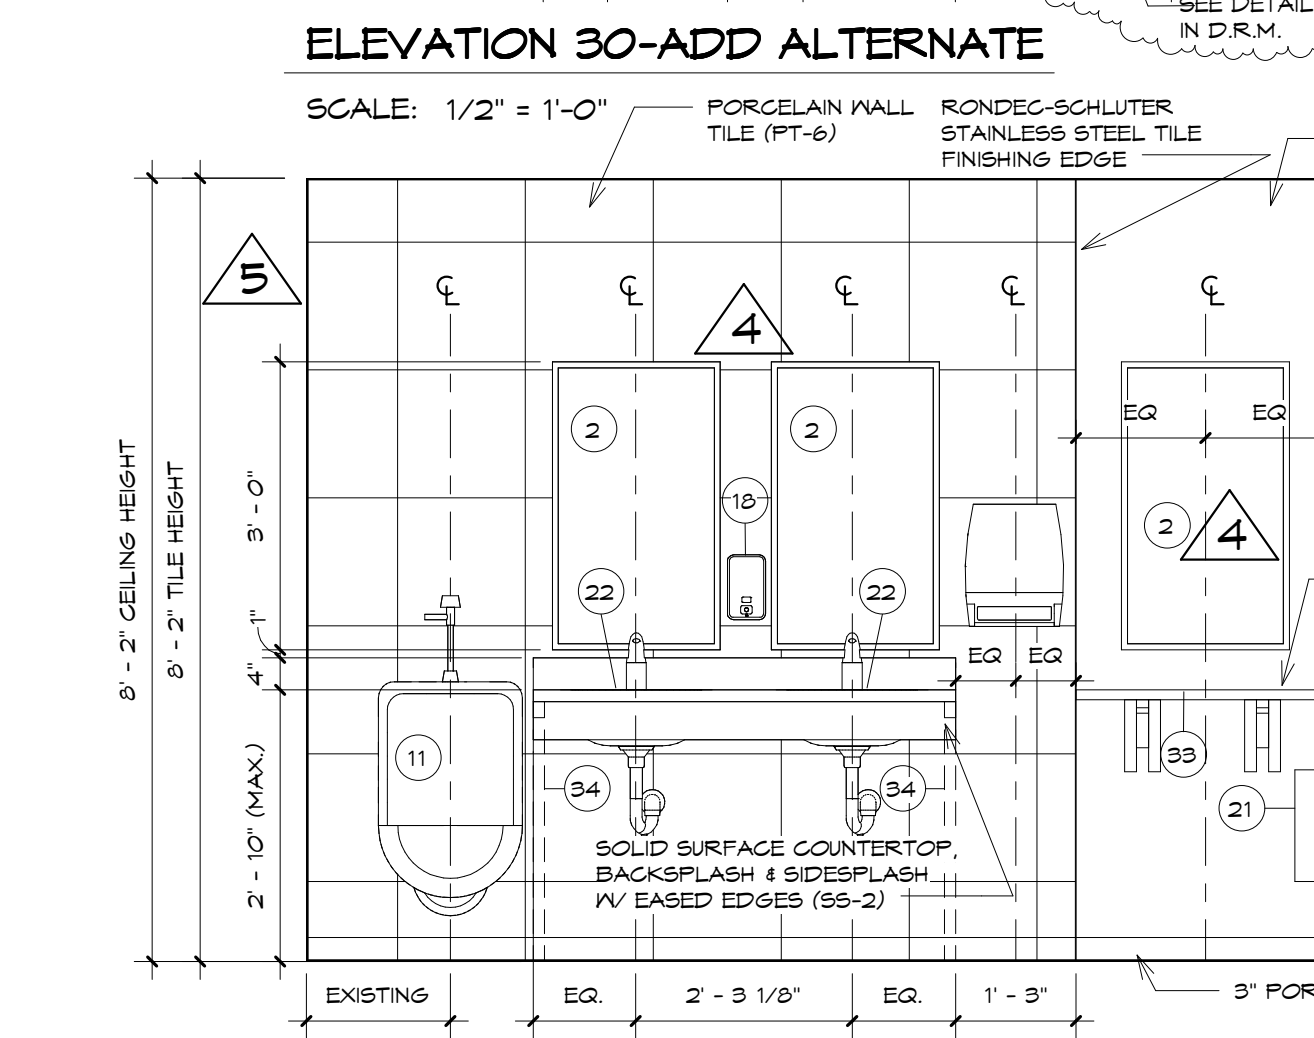 SEE DETAIL
IN D.R.M.
ELEVATION 30-ADD ALTERNATE
SCALE: 1/2" = 1'-0"
PORCELAIN WALL
TILE (PT-6)
RONDEC-SCHLUTER
STAINLESS STEEL TILE
FINISHING EDGE
5
℄
℄
℄
℄
℄
4
2
2
EQ
EQ
18
2
4
8' - 2" CEILING HEIGHT
8' - 2" TILE HEIGHT
3' - 0"
1"
4"
2' - 10" (MAX.)
22
22
EQ
EQ
11
34
34
33
21
SOLID SURFACE COUNTERTOP,
BACKSPLASH & SIDESPLASH
W/ EASED EDGES (SS-2)
EXISTING
EQ.
2' - 3 1/8"
EQ.
1' - 3"
3" POR